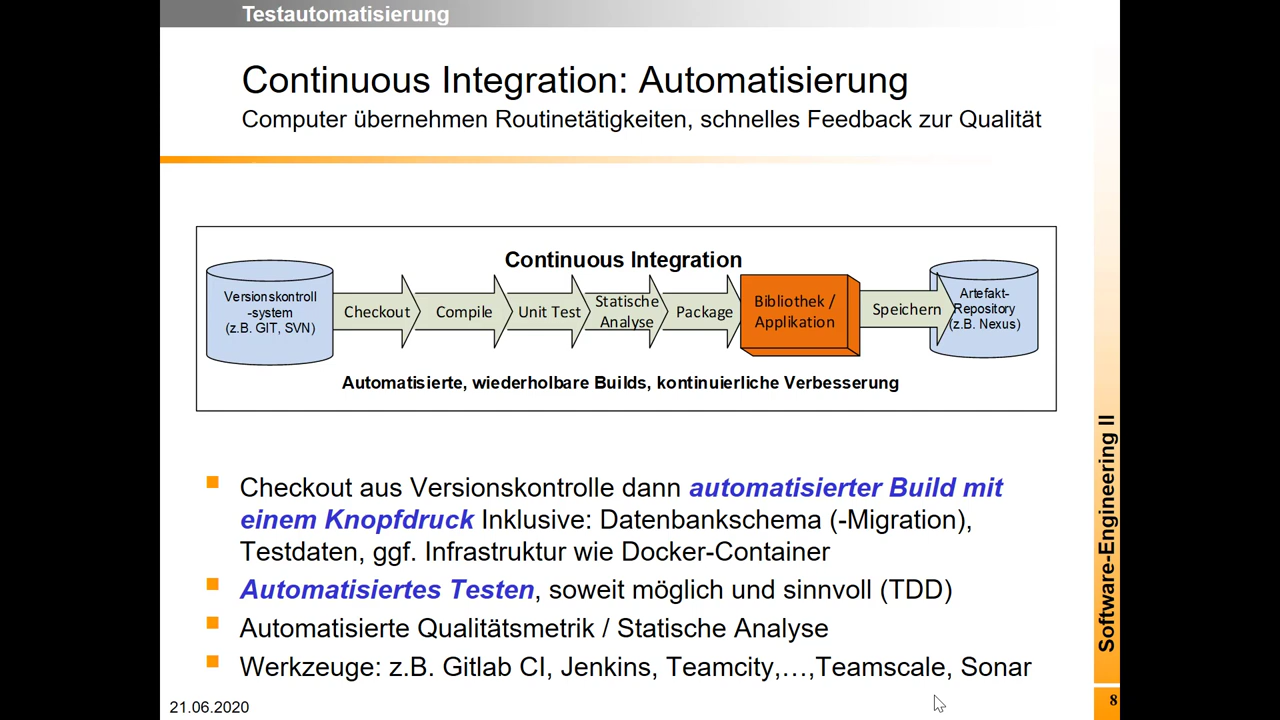 Testautomatisierung
Continuous Integration: Automatisierung
Computer übernehmen Routinetätigkeiten, schnelles Feedback zur Qualität
Continuous Integration
Versionskontroll
-system
(z.B. GIT, SVN)
Checkout
Compile
Unit Test
Statische
Analyse
Package
Bibliothek /
Applikation
Speichern
Artefakt-
Repository
(z.B. Nexus)
Automatisierte, wiederholbare Builds, kontinuierliche Verbesserung
Checkout aus Versionskontrolle dann automatisierter Build mit
einem Knopfdruck Inklusive: Datenbankschema (-Migration),
Testdaten, ggf. Infrastruktur wie Docker-Container
Automatisiertes Testen, soweit möglich und sinnvoll (TDD)
Automatisierte Qualitätsmetrik / Statische Analyse
Werkzeuge: z.B. Gitlab CI, Jenkins, Teamcity,…,Teamscale, Sonar
Software-Engineering II
21.06.2020
8